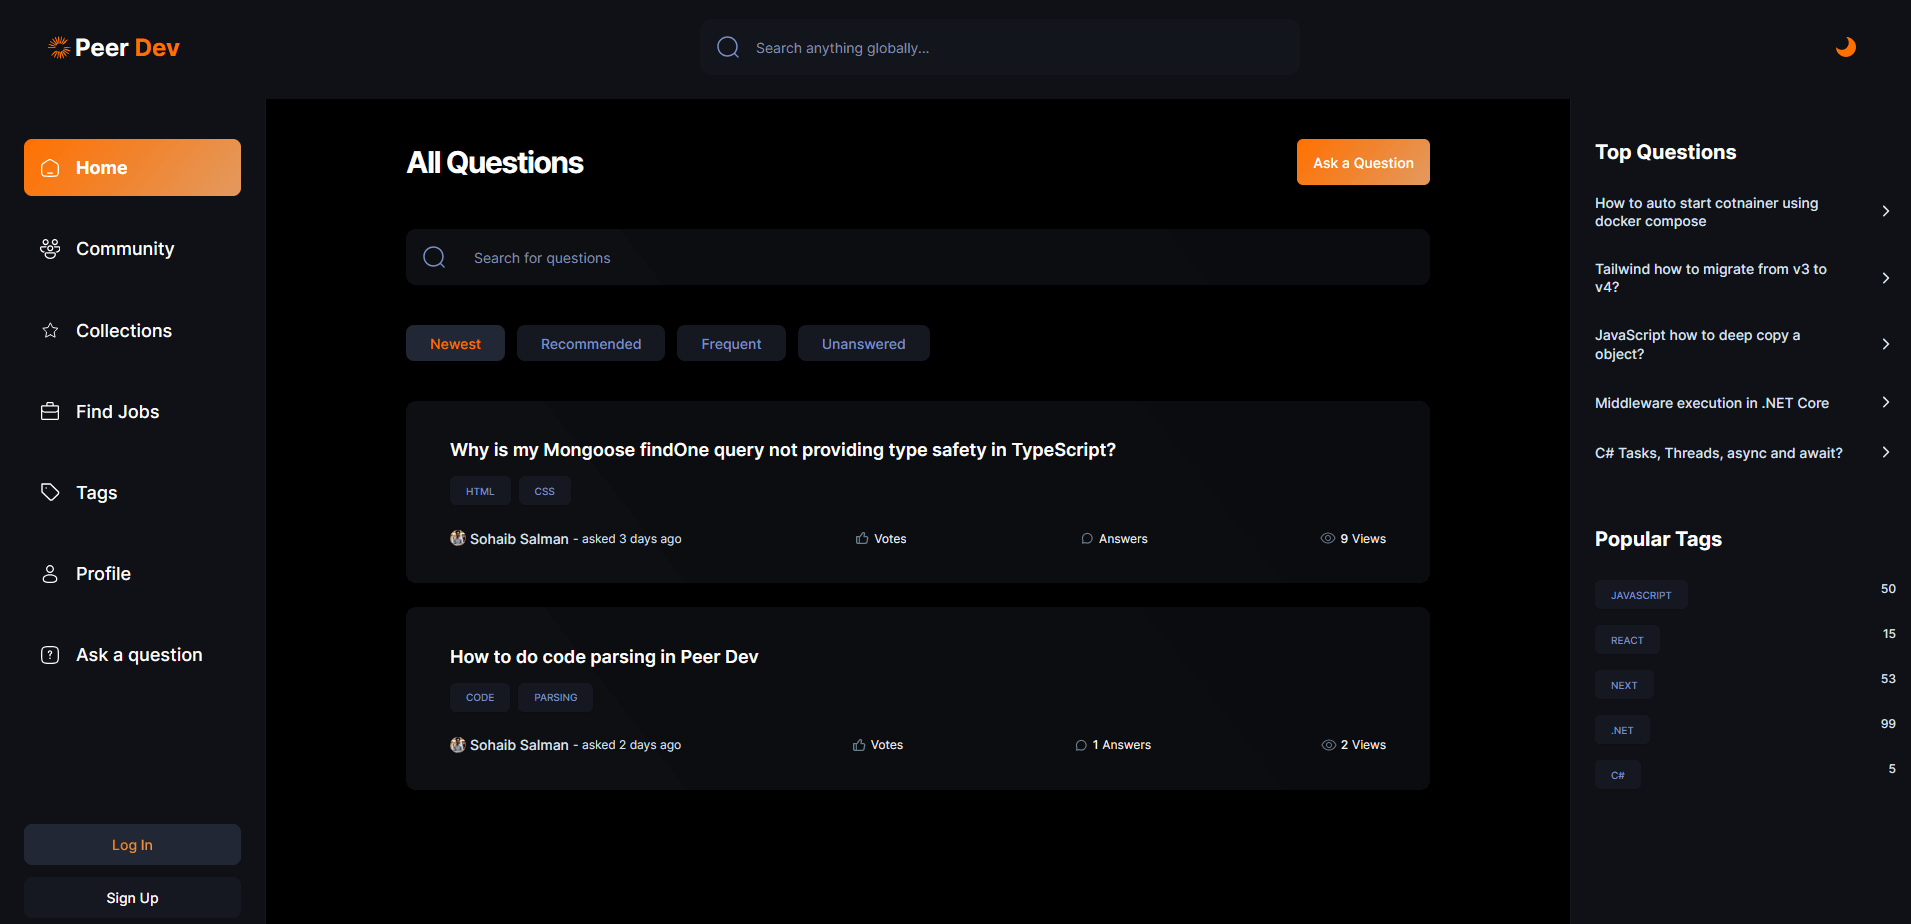 Peer Dev
Search anything globally...
Home
Community
Collections
Find Jobs
Tags
Profile
Ask a question
Log In
Sign Up
All Questions
Ask a Question
Search for questions
Newest
Recommended
Frequent
Unanswered
Why is my Mongoose findOne query not providing type safety in TypeScript?
HTML
CSS
Sohaib Salman - asked 3 days ago
Votes
Answers
9 Views
How to do code parsing in Peer Dev
CODE
PARSING
Sohaib Salman - asked 2 days ago
Votes
1 Answers
2 Views
Top Questions
How to auto start cotnainer using
docker compose
Tailwind how to migrate from v3 to
v4?
JavaScript how to deep copy a
object?
Middleware execution in .NET Core
C# Tasks, Threads, async and await?
Popular Tags
JAVASCRIPT 50
REACT 15
NEXT 53
.NET 99
C# 5